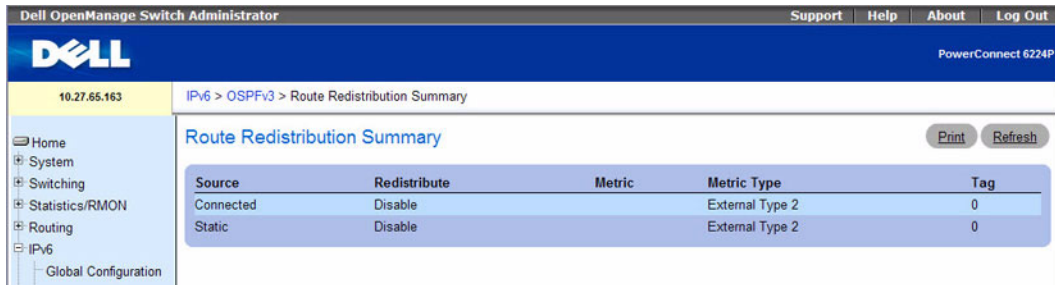 Dell OpenManage Switch Administrator Support Help About Log Out
DELL
PowerConnect 6224P
10.27.65.163
IPv6 > OSPFv3 > Route Redistribution Summary
Home
System
Switching
Statistics/RMON
Routing
IPv6
Global Configuration
Route Redistribution Summary
Print Refresh
Source Redistribute Metric Metric Type Tag
Connected Disable External Type 2 0
Static Disable External Type 2 0